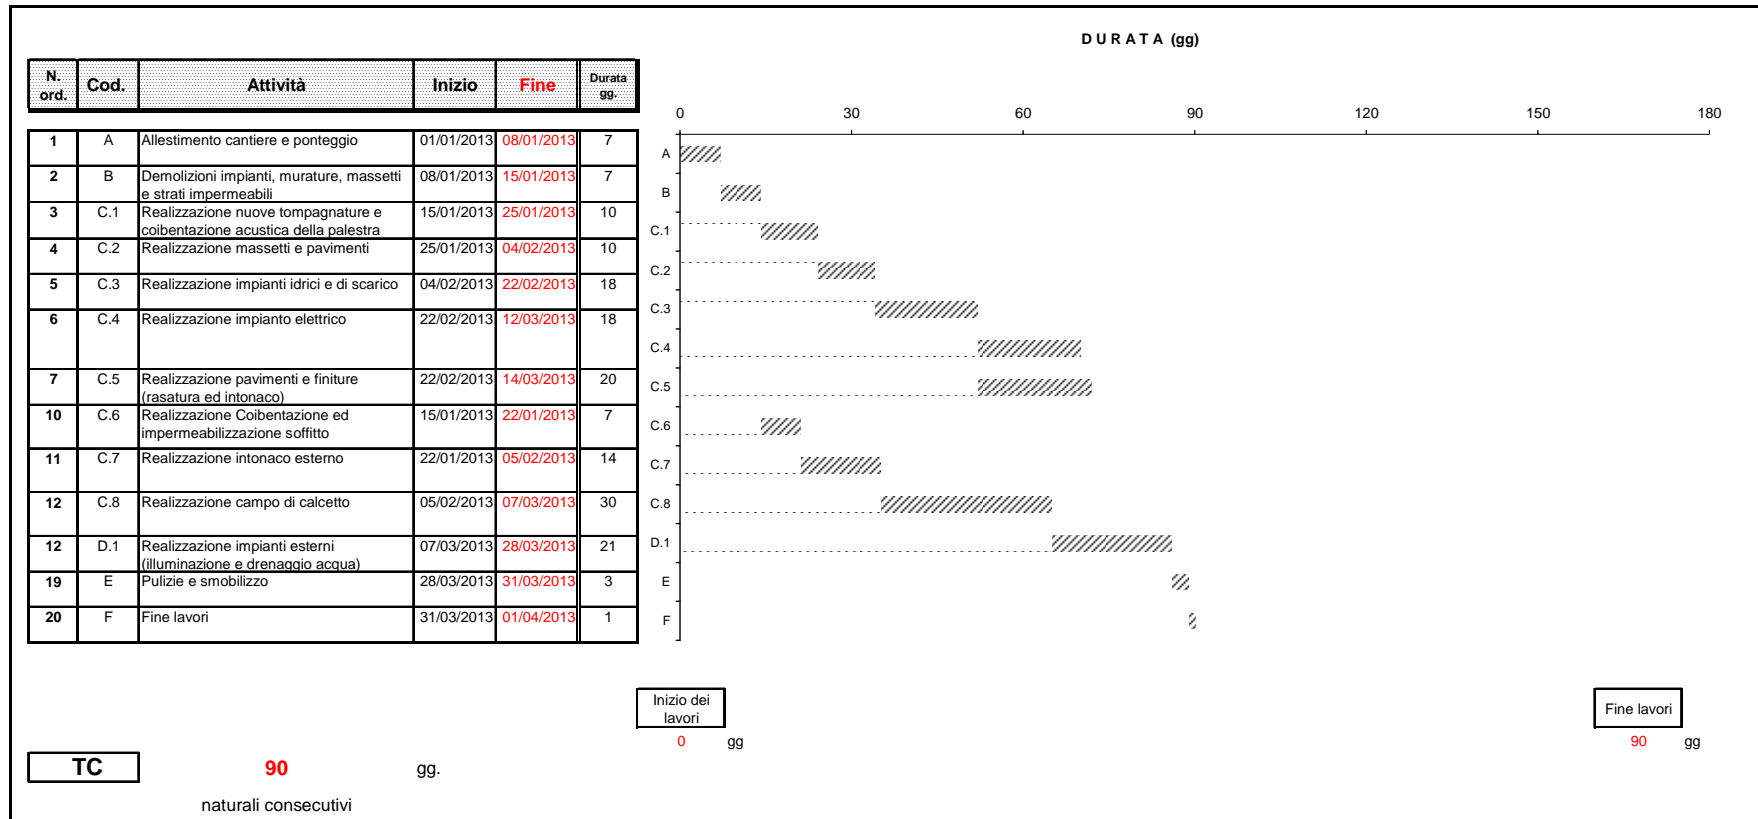 D U R A T A (gg)
N. ord. Cod. Attività Inizio Fine Durata gg.
0 30 60 90 120 150 180
1 A Allestimento cantiere e ponteggio 01/01/2013 08/01/2013 7
2 B Demolizioni impianti, murature, massetti
e strati impermeabili 08/01/2013 15/01/2013 7
3 C.1 Realizzazione nuove tompagnature e
coibentazione acustica della palestra 15/01/2013 25/01/2013 10
4 C.2 Realizzazione massetti e pavimenti 25/01/2013 04/02/2013 10
5 C.3 Realizzazione impianti idrici e di scarico 04/02/2013 22/02/2013 18
6 C.4 Realizzazione impianto elettrico 22/02/2013 12/03/2013 18
7 C.5 Realizzazione pavimenti e finiture
(rasatura ed intonaco) 22/02/2013 14/03/2013 20
10 C.6 Realizzazione Coibentazione ed
impermeabilizzazione soffitto 15/01/2013 22/01/2013 7
11 C.7 Realizzazione intonaco esterno 22/01/2013 05/02/2013 14
12 C.8 Realizzazione campo di calcetto 05/02/2013 07/03/2013 30
12 D.1 Realizzazione impianti esterni
(illuminazione e drenaggio acqua) 07/03/2013 28/03/2013 21
19 E Pulizie e smobilizzo 28/03/2013 31/03/2013 3
20 F Fine lavori 31/03/2013 01/04/2013 1
A
B
C.1
C.2
C.3
C.4
C.5
C.6
C.7
C.8
D.1
E
F
Inizio dei
lavori
0 gg
Fine lavori
90 gg
TC 90 gg.
naturali consecutivi